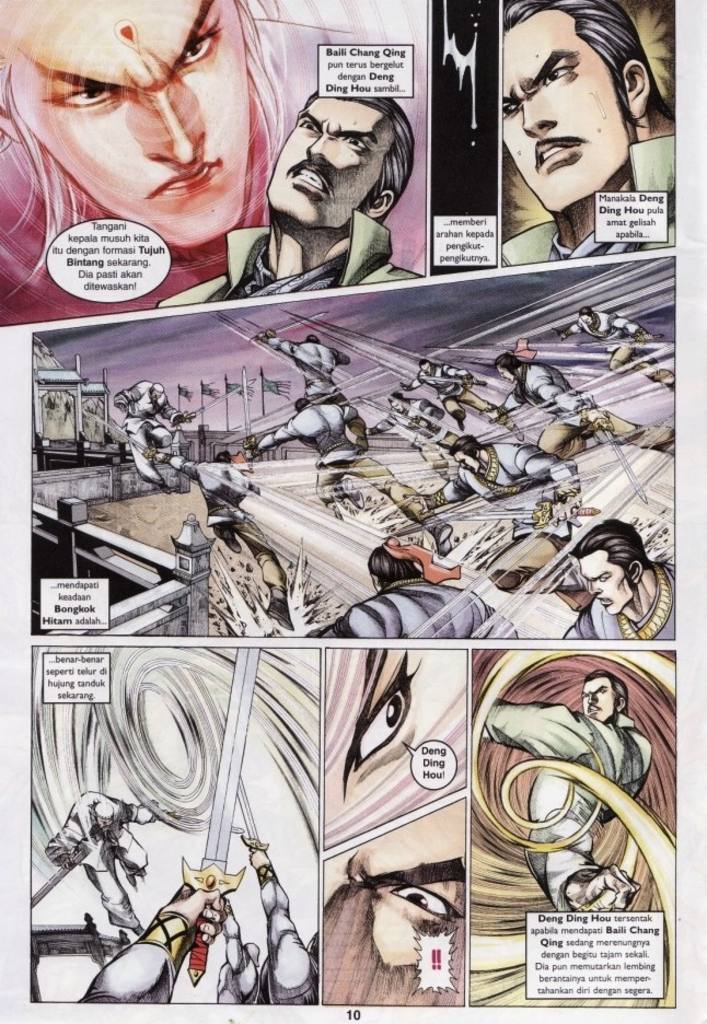 Baili Chang Qing
pun terus bergelut
dengan Deng
Ding Hou sambil...
Tangani
kepala musuh kita
itu dengan formasi Tujuh
Bintang sekarang.
Dia pasti akan
ditewaskan!
...memberi
arahan kepada
pengikut-
pengikutnya.
Manakala Deng
Ding Hou pula
amat gelisah
apabila...
...mendapati
keadaan
Bongkok
Hitam adalah...
...benar-benar
seperti telur di
hujung tanduk
sekarang.
Deng
Ding
Hou!
!!
Deng Ding Hou tersentak
apabila mendapati Baili Chang
Qing sedang merenungnya
dengan begitu tajam sekali.
Dia pun memutarkan lembing
berantainya untuk memper-
tahankan diri dengan segera.
10